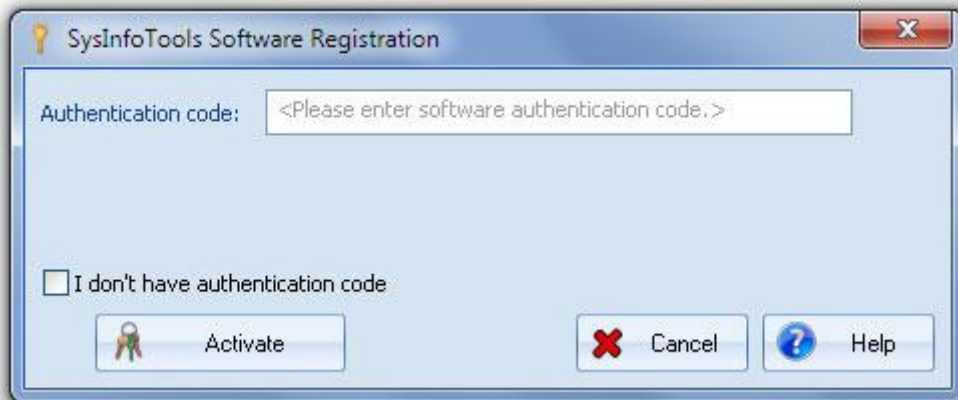 SysInfoTools Software Registration
Authentication code: <Please enter software authentication code.>
I don't have authentication code
Activate Cancel Help